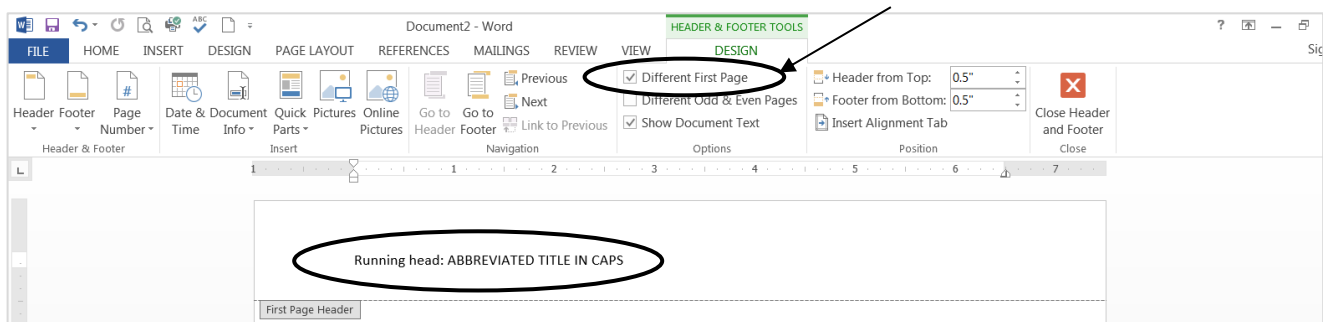 ABC
Document2 - Word
HEADER & FOOTER TOOLS
?
FILE HOME INSERT DESIGN PAGE LAYOUT REFERENCES MAILINGS REVIEW VIEW DESIGN Sig
Header Footer Page Number
Date & Time Document Info Quick Parts Pictures Online Pictures
Go to Header Go to Footer Previous
Next
Link to Previous
Different First Page
Different Odd & Even Pages
Show Document Text
Header from Top: 0.5"
Footer from Bottom: 0.5"
Insert Alignment Tab
Close Header and Footer
Header & Footer Insert Navigation Options Position Close
L 1 1 2 3 4 5 6 7
Running head: ABBREVIATED TITLE IN CAPS
First Page Header